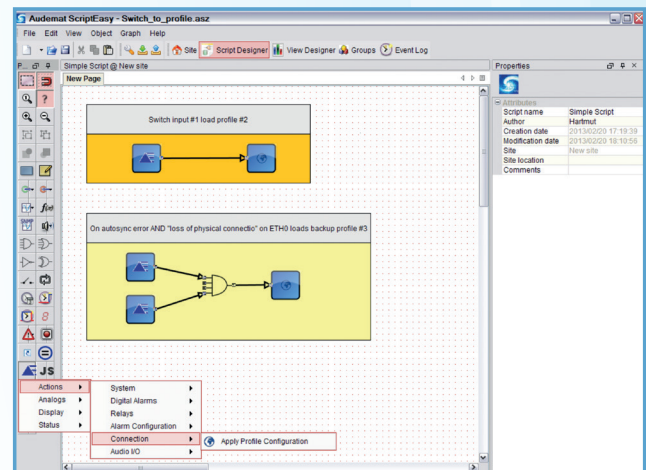 Audemat ScriptEasy - Switch_to_profile.asz
File Edit View Object Graph Help
Site Script Designer View Designer Groups Event Log
P...
Simple Script @ New site
Properties
New Page
Attributes
Script name Simple Script
Author Hartmut
Creation date 2013/02/20 17:19:39
Modification date 2013/02/20 18:10:56
Site New site
Site location
Comments
Switch input #1 load profile #2
On autosync error AND "loss of physical connectio" on ETH0 loads backup profile #3
JS
Actions
Analogs
Display
Status
System
Digital Alarms
Relays
Alarm Configuration
Connection
Audio I/O
Apply Profile Configuration